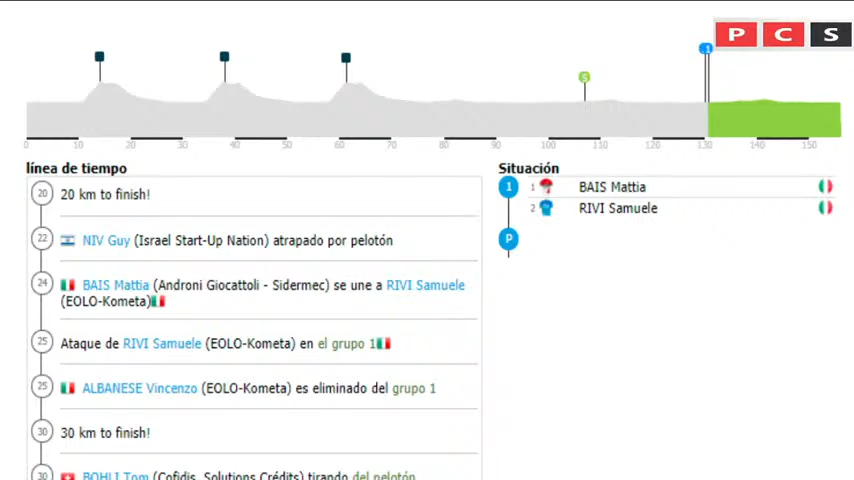 PCS
1
S
0 10 20 30 40 50 60 70 80 90 100 110 120 130 140 150
línea de tiempo
20 20 km to finish!
22 NIV Guy (Israel Start-Up Nation) atrapado por pelotón
24 BAIS Mattia (Androni Giocattoli - Sidermec) se une a RIVI Samuele
(EOLO-Kometa)
25 Ataque de RIVI Samuele (EOLO-Kometa) en el grupo 1
25 ALBANESE Vincenzo (EOLO-Kometa) es eliminado del grupo 1
30 30 km to finish!
30 BOHLI Tom (Cofidis, Solutions Crédits) tirando del pelotón
Situación
1 1 BAIS Mattia
2 RIVI Samuele
P